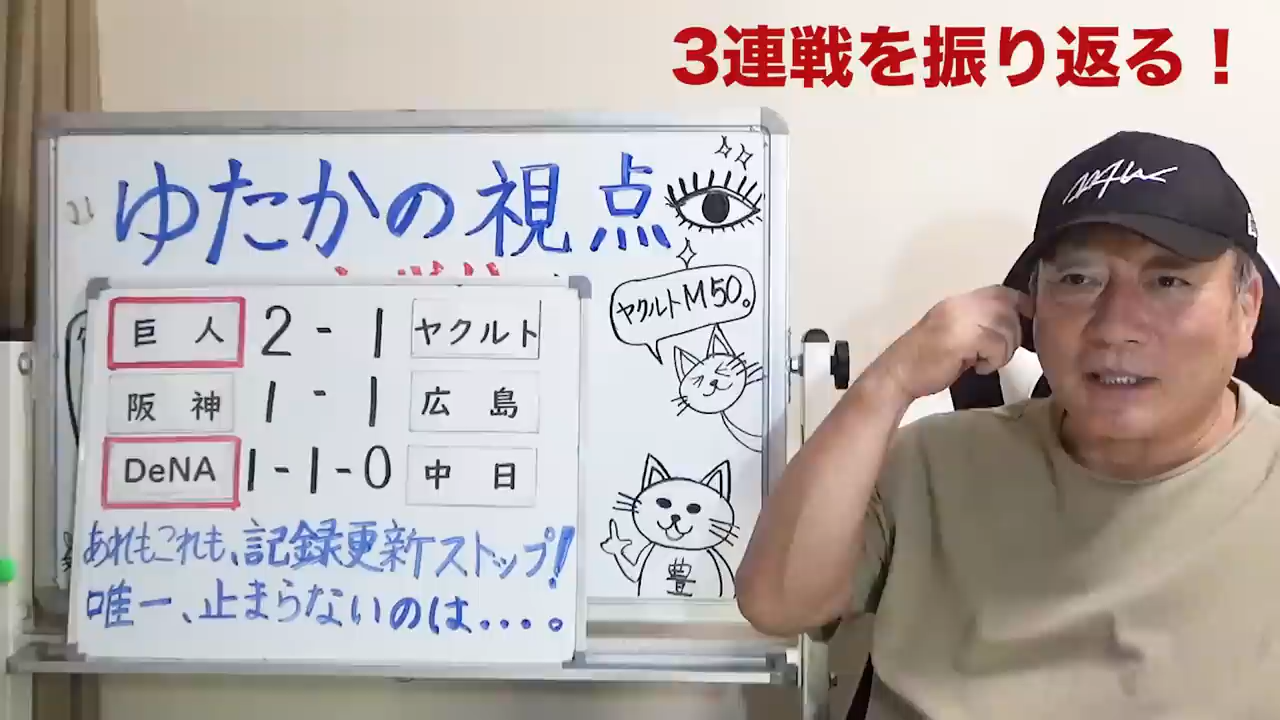 3連戦を振り返る！
ゆたかの視点
ヤクルトM50。
巨人 2-1 ヤクルト
阪神 1-1 広島
DeNA 1-1-0 中日
あれもこれも、記録更新ストップ！
唯一、止まらないのは・・・・。
豊